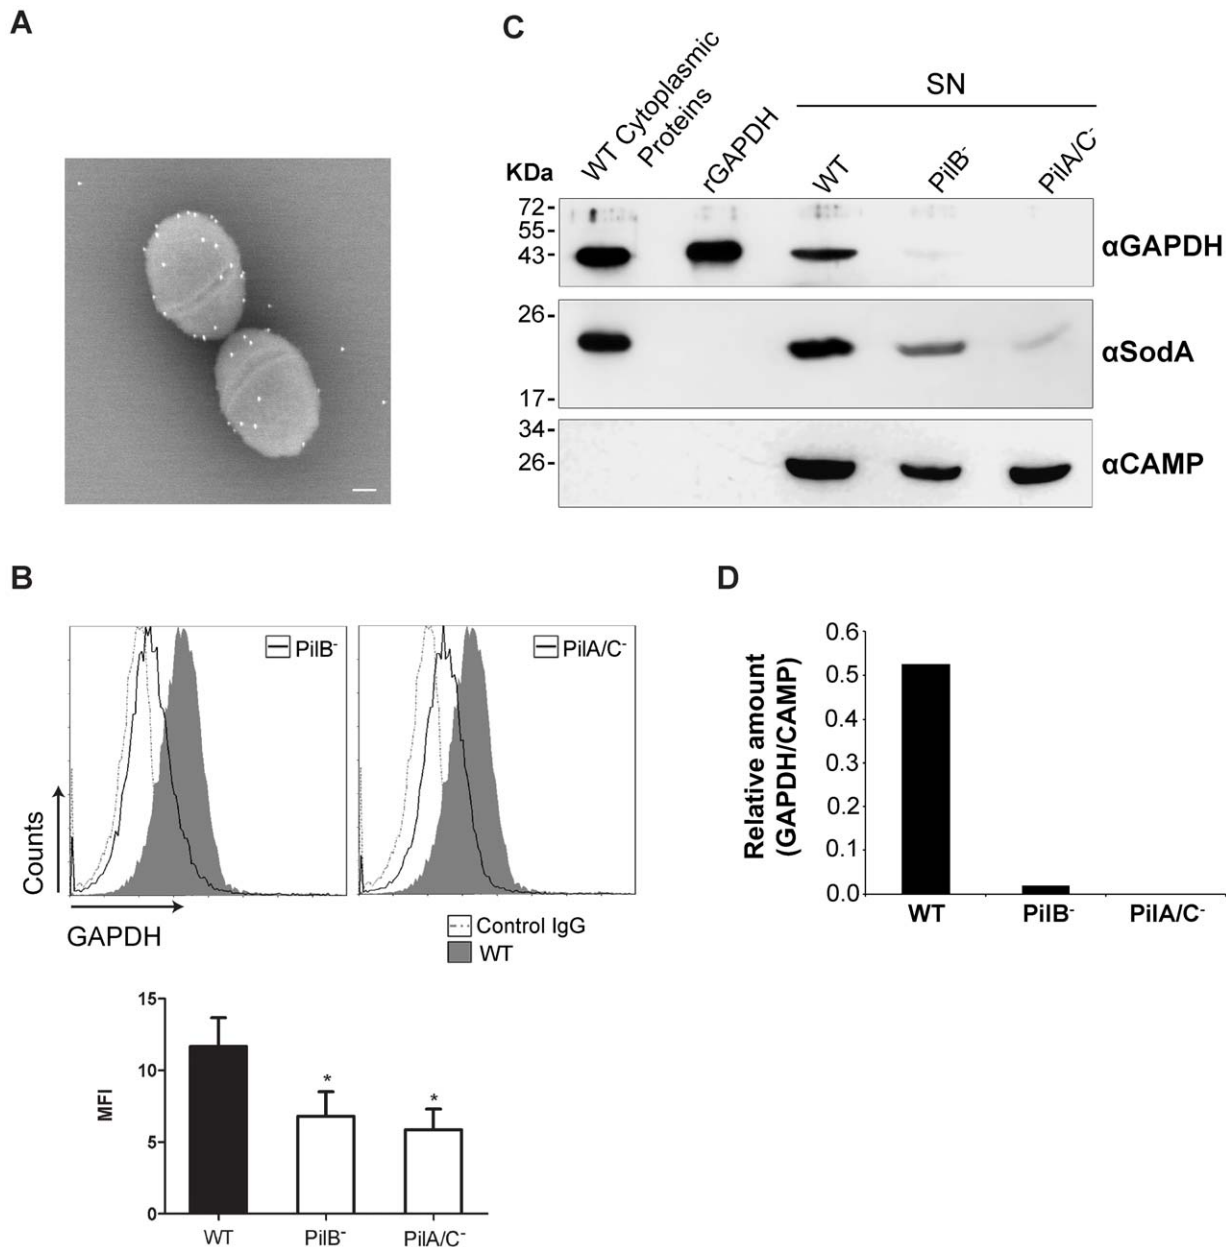 A
C
WT Cytoplasmic
Proteins
rGAPDH
SN
WT
PilB-
PilA/C-
KDa
72-
55-
43-
αGAPDH
26-
17-
αSodA
34-
26-
αCAMP
B
PilB-
PilA/C-
Counts
GAPDH
Control IgG
WT
15
10
5
0
MFI
*
*
WT
PilB-
PilA/C-
D
Relative amount
(GAPDH/CAMP)
0.6
0.5
0.4
0.3
0.2
0.1
0.0
WT
PilB-
PilA/C-